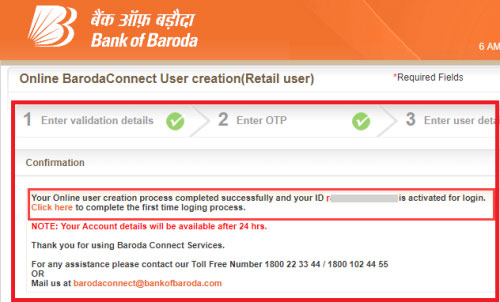 बैंक ऑफ़ बड़ौदा
Bank of Baroda
6 AM
Online BarodaConnect User creation(Retail user)
*Required Fields
1 Enter validation details
2 Enter OTP
3 Enter user deta
Confirmation
Your Online user creation process completed successfully and your ID r is activated for login.
Click here to complete the first time loging process.
NOTE: Your Account details will be available after 24 hrs.
Thank you for using Baroda Connect Services.
For any assistance please contact our Toll Free Number 1800 22 33 44 / 1800 102 44 55
OR
Mail us at barodaconnect@bankofbaroda.com